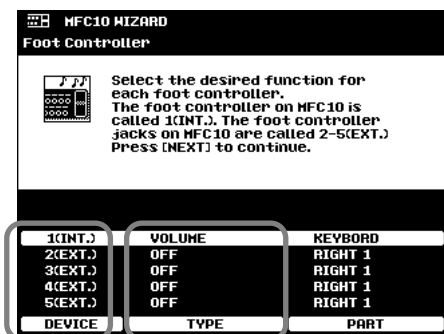 MFC10 WIZARD
Foot Controller
Select the desired function for
each foot controller.
The foot controller on MFC10 is
called 1(INT.). The foot controller
jacks on MFC10 are called 2-5(EXT.)
Press [NEXT] to continue.
1(INT.) VOLUME KEYBORD
2(EXT.) OFF RIGHT 1
3(EXT.) OFF RIGHT 1
4(EXT.) OFF RIGHT 1
5(EXT.) OFF RIGHT 1
DEVICE TYPE PART